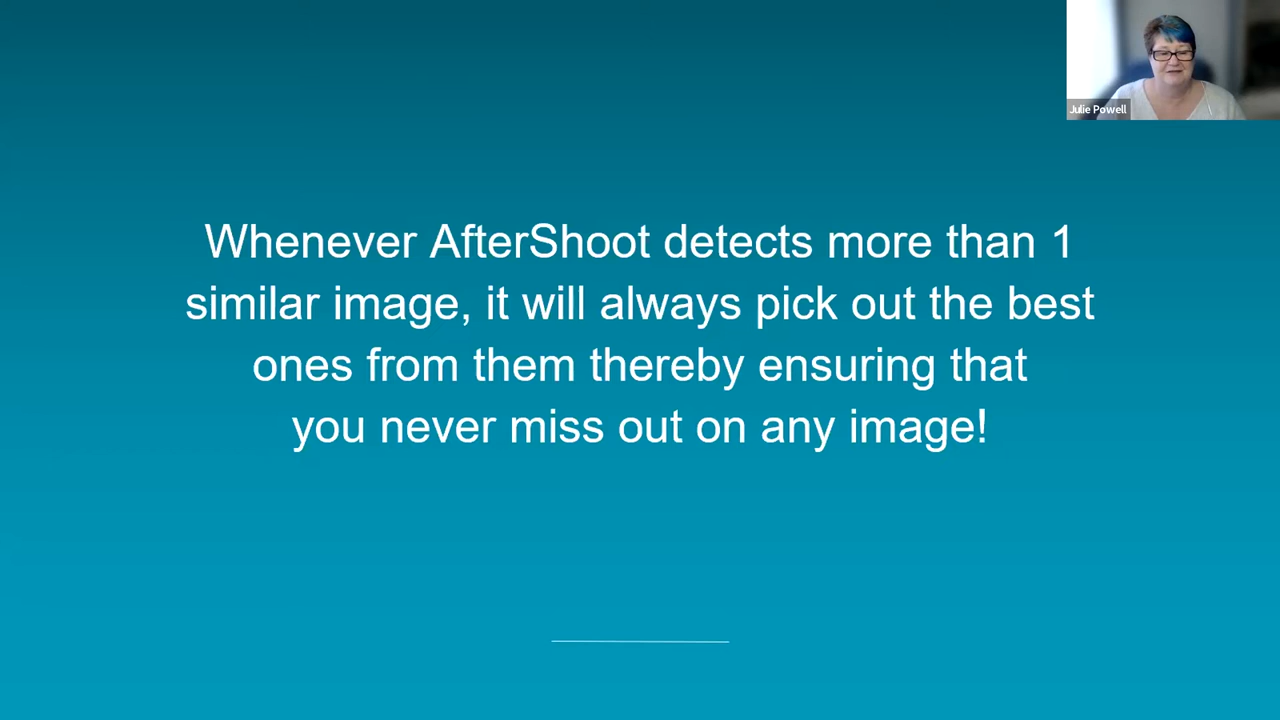 Julie Powell
Whenever AfterShoot detects more than 1
similar image, it will always pick out the best
ones from them thereby ensuring that
you never miss out on any image!